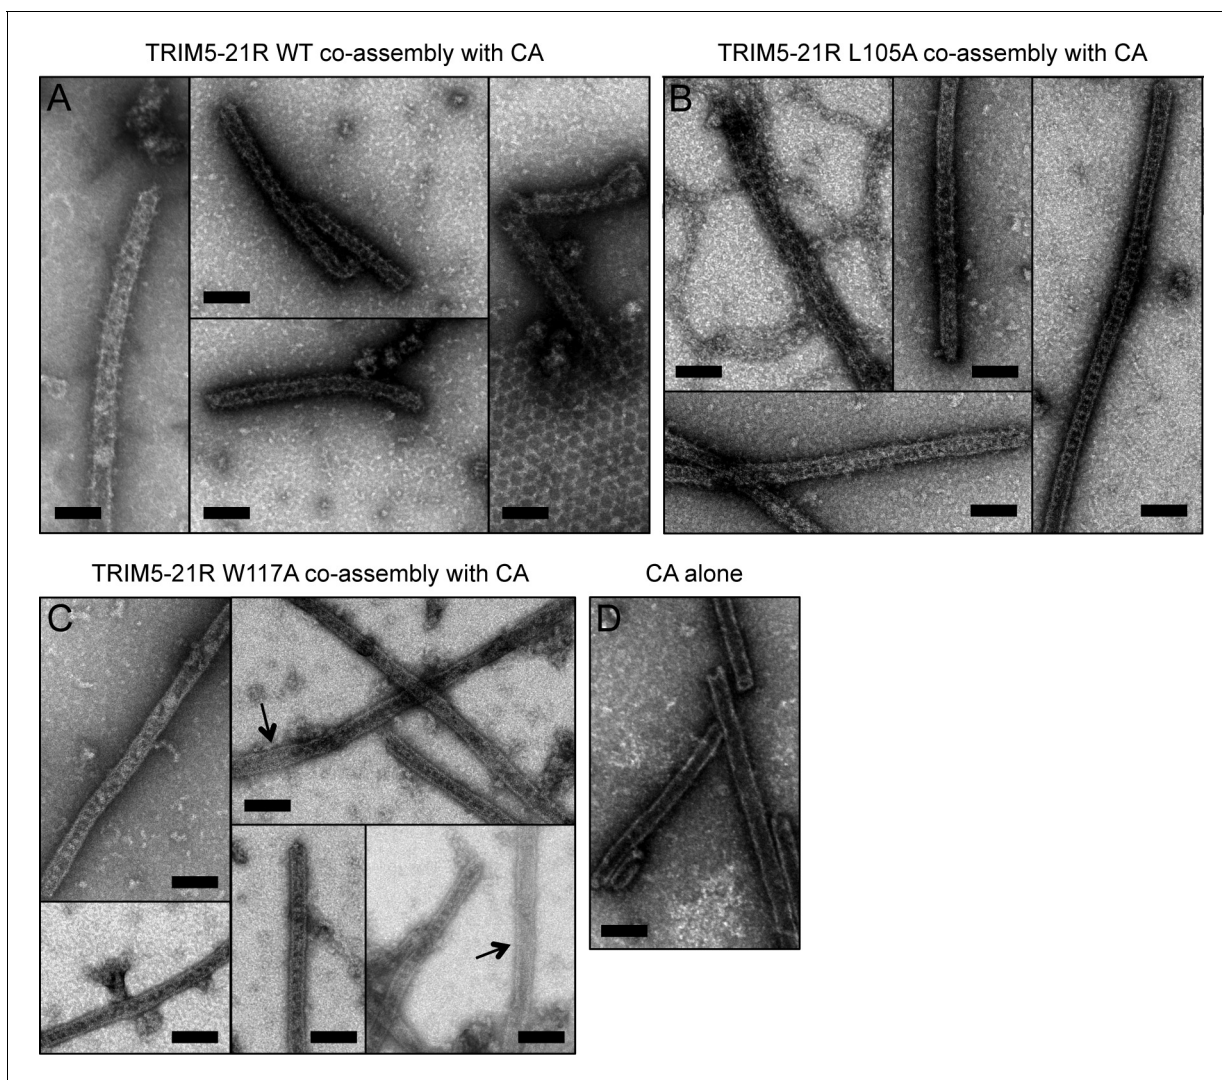 TRIM5-21R WT co-assembly with CA
TRIM5-21R L105A co-assembly with CA
A
B
TRIM5-21R W117A co-assembly with CA
CA alone
C
D